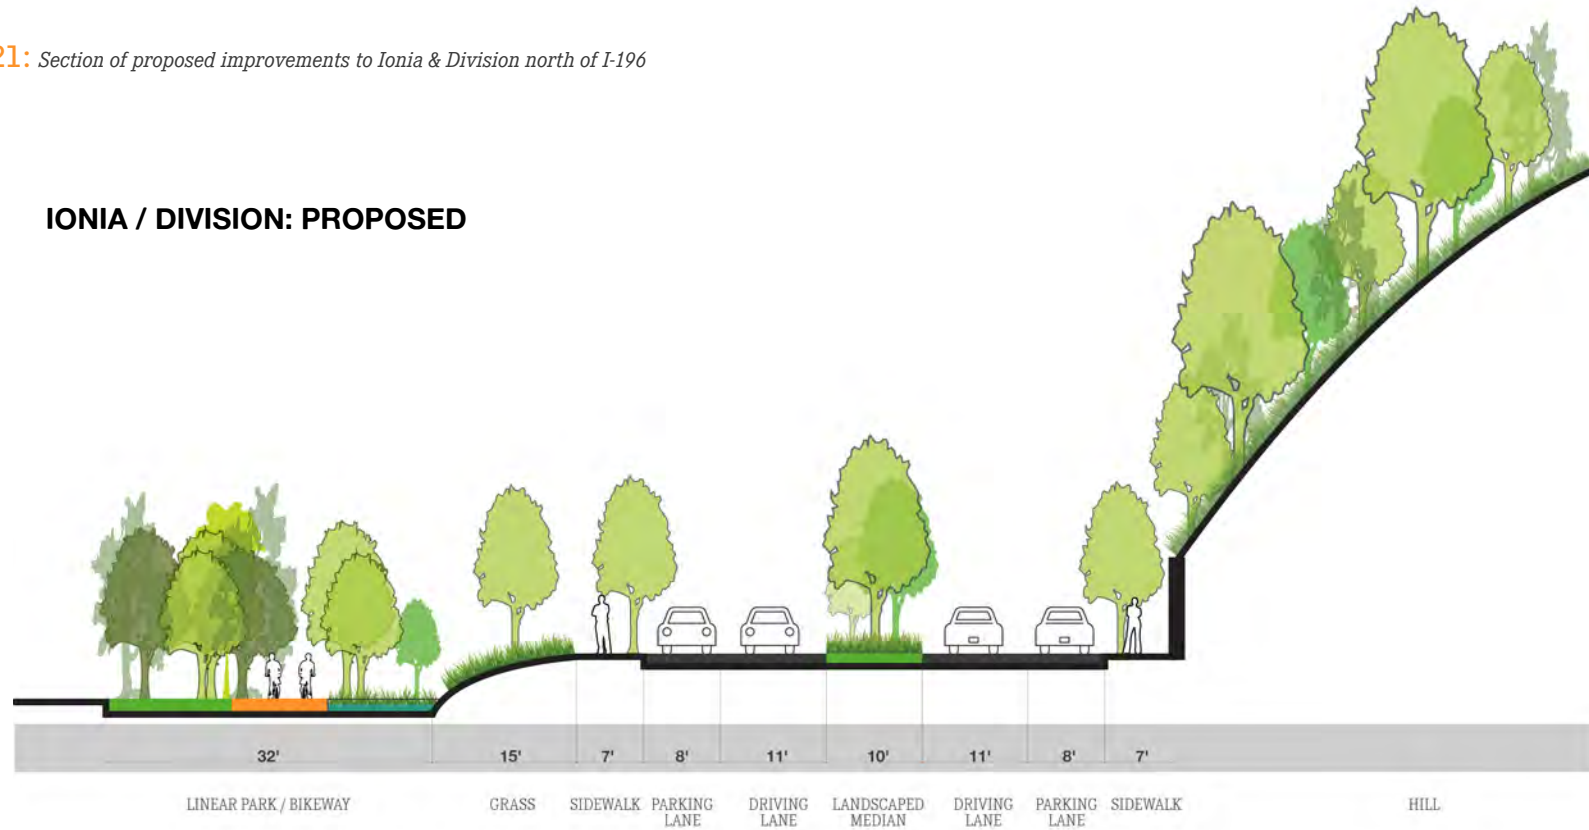 21: Section of proposed improvements to Ionia & Division north of I-196
IONIA / DIVISION: PROPOSED
32' 15' 7' 8' 11' 10' 11' 8' 7'
LINEAR PARK / BIKEWAY
GRASS
SIDEWALK
PARKING
LANE
DRIVING
LANE
LANDSCAPED
MEDIAN
DRIVING
LANE
PARKING
LANE
SIDEWALK
HILL